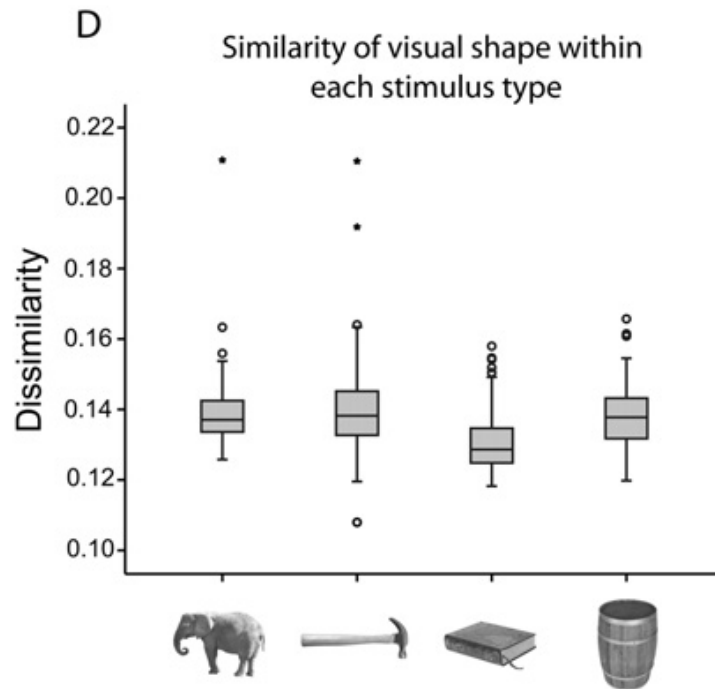 D
Similarity of visual shape within
each stimulus type
Dissimilarity
0.22
0.20
0.18
0.16
0.14
0.12
0.10